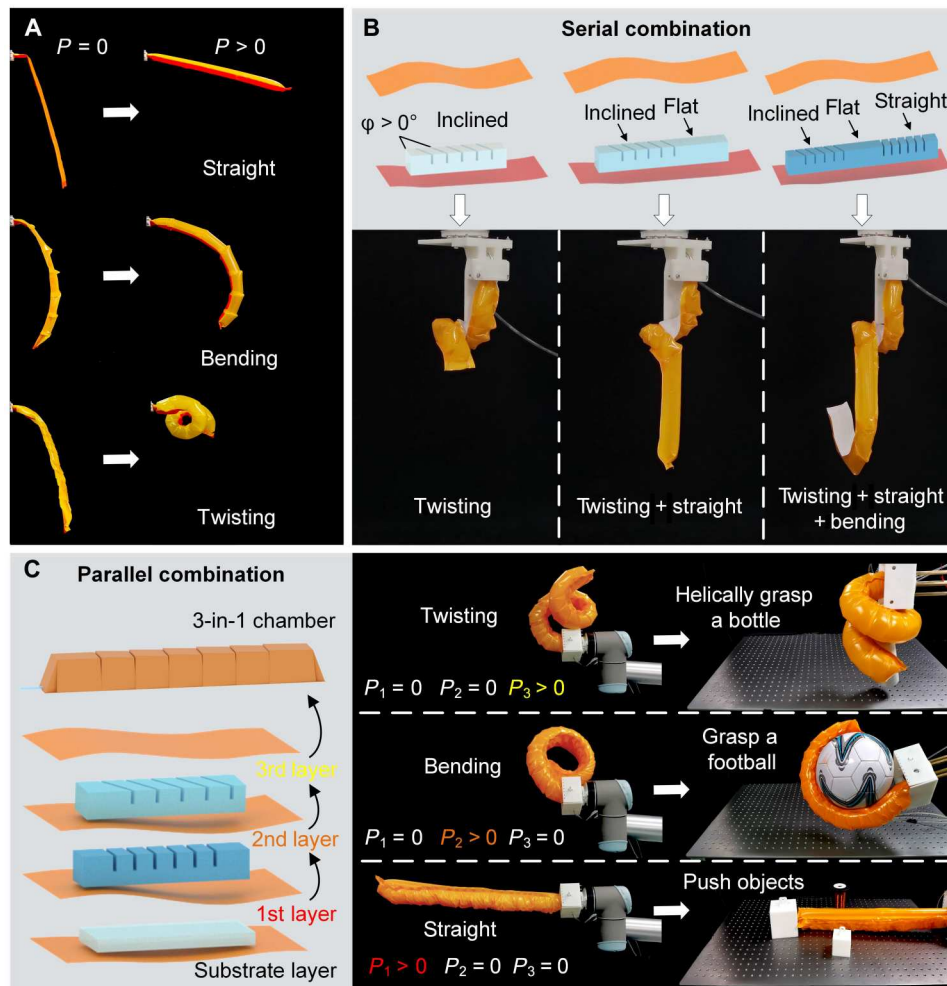 A
P = 0
P > 0
Straight
Bending
Twisting
B
Serial combination
φ > 0°
Inclined
Inclined
Flat
Inclined
Flat
Straight
Twisting
Twisting + straight
Twisting + straight
+ bending
C
Parallel combination
3-in-1 chamber
3rd layer
2nd layer
1st layer
Substrate layer
Twisting
Helically grasp
a bottle
P₁ = 0 P₂ = 0 P₃ > 0
Bending
Grasp a
football
P₁ = 0 P₂ > 0 P₃ = 0
Straight
Push objects
P₁ > 0 P₂ = 0 P₃ = 0